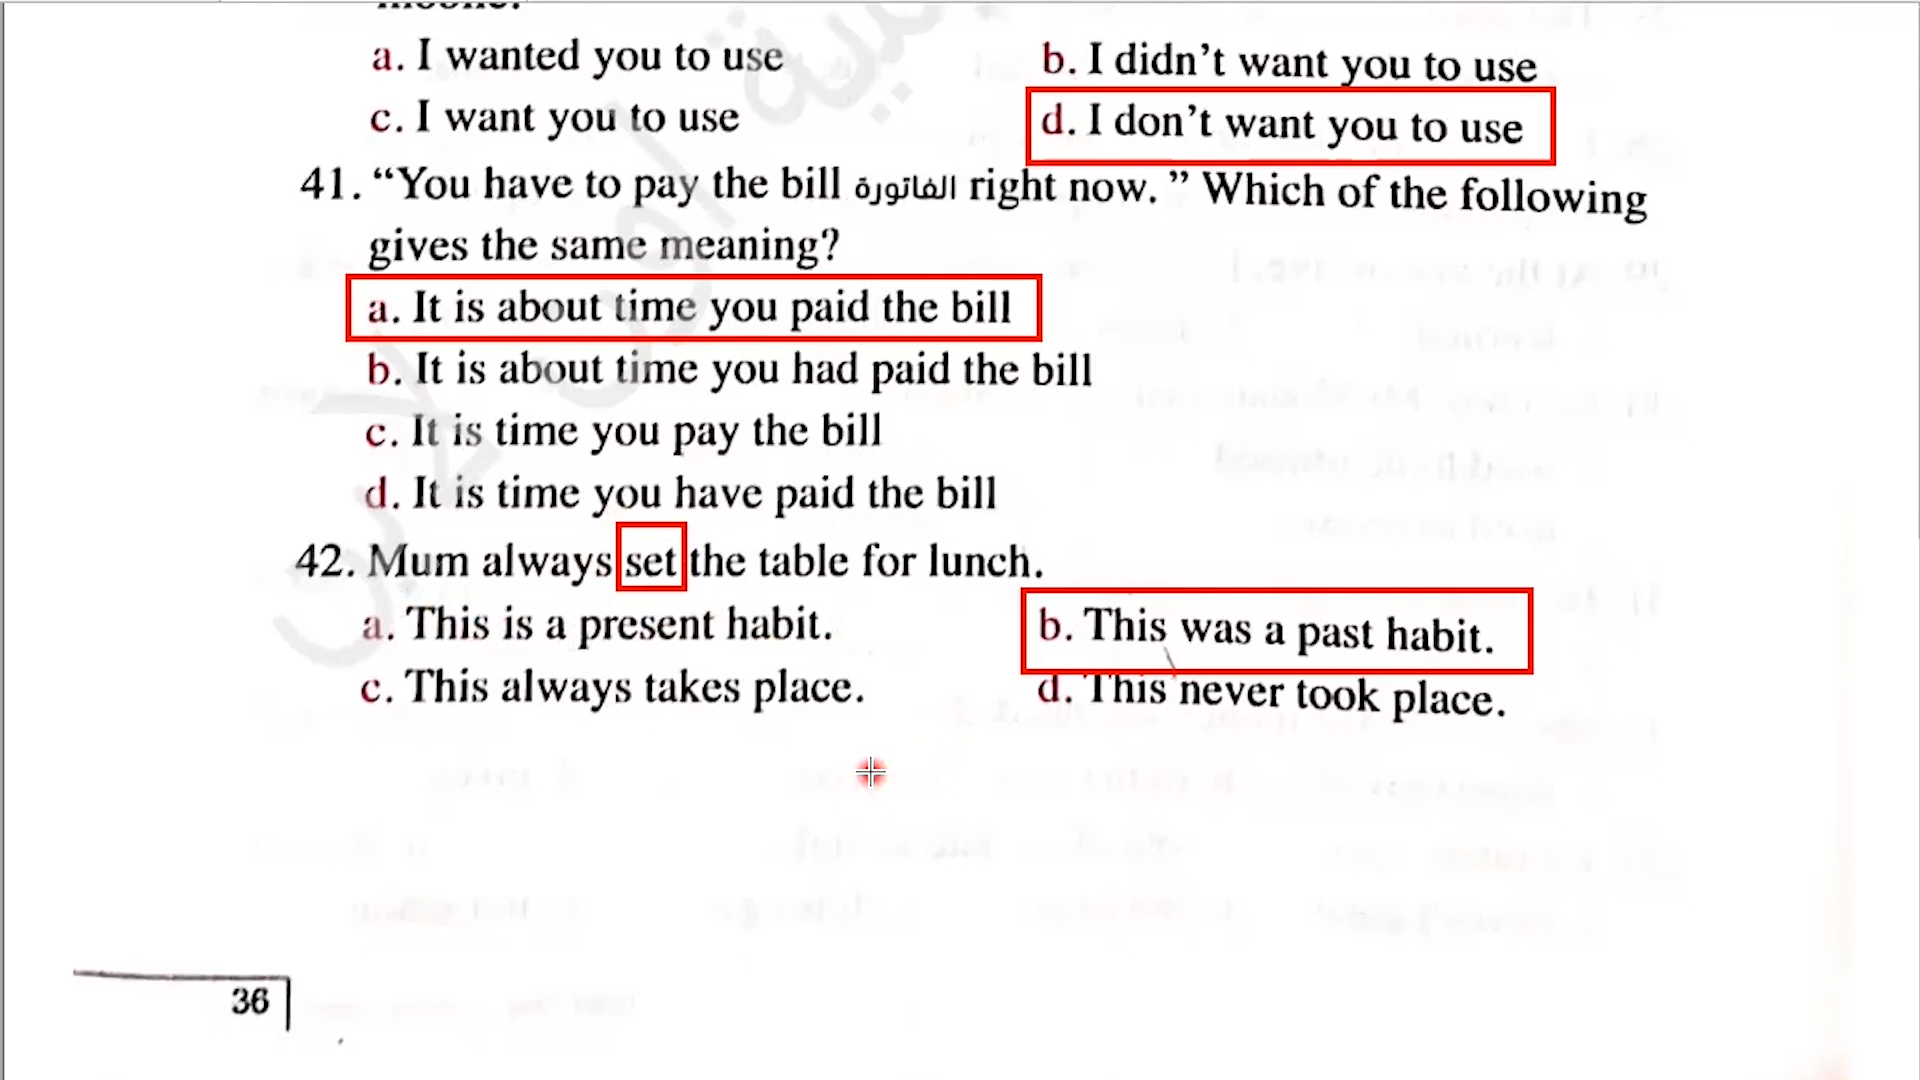 a. I wanted you to use
b. I didn't want you to use
c. I want you to use
d. I don't want you to use
41. “You have to pay the bill الفاتورة right now. ” Which of the following
gives the same meaning?
a. It is about time you paid the bill
b. It is about time you had paid the bill
c. It is time you pay the bill
d. It is time you have paid the bill
42. Mum always set the table for lunch.
a. This is a present habit.
b. This was a past habit.
c. This always takes place.
d. This never took place.
36